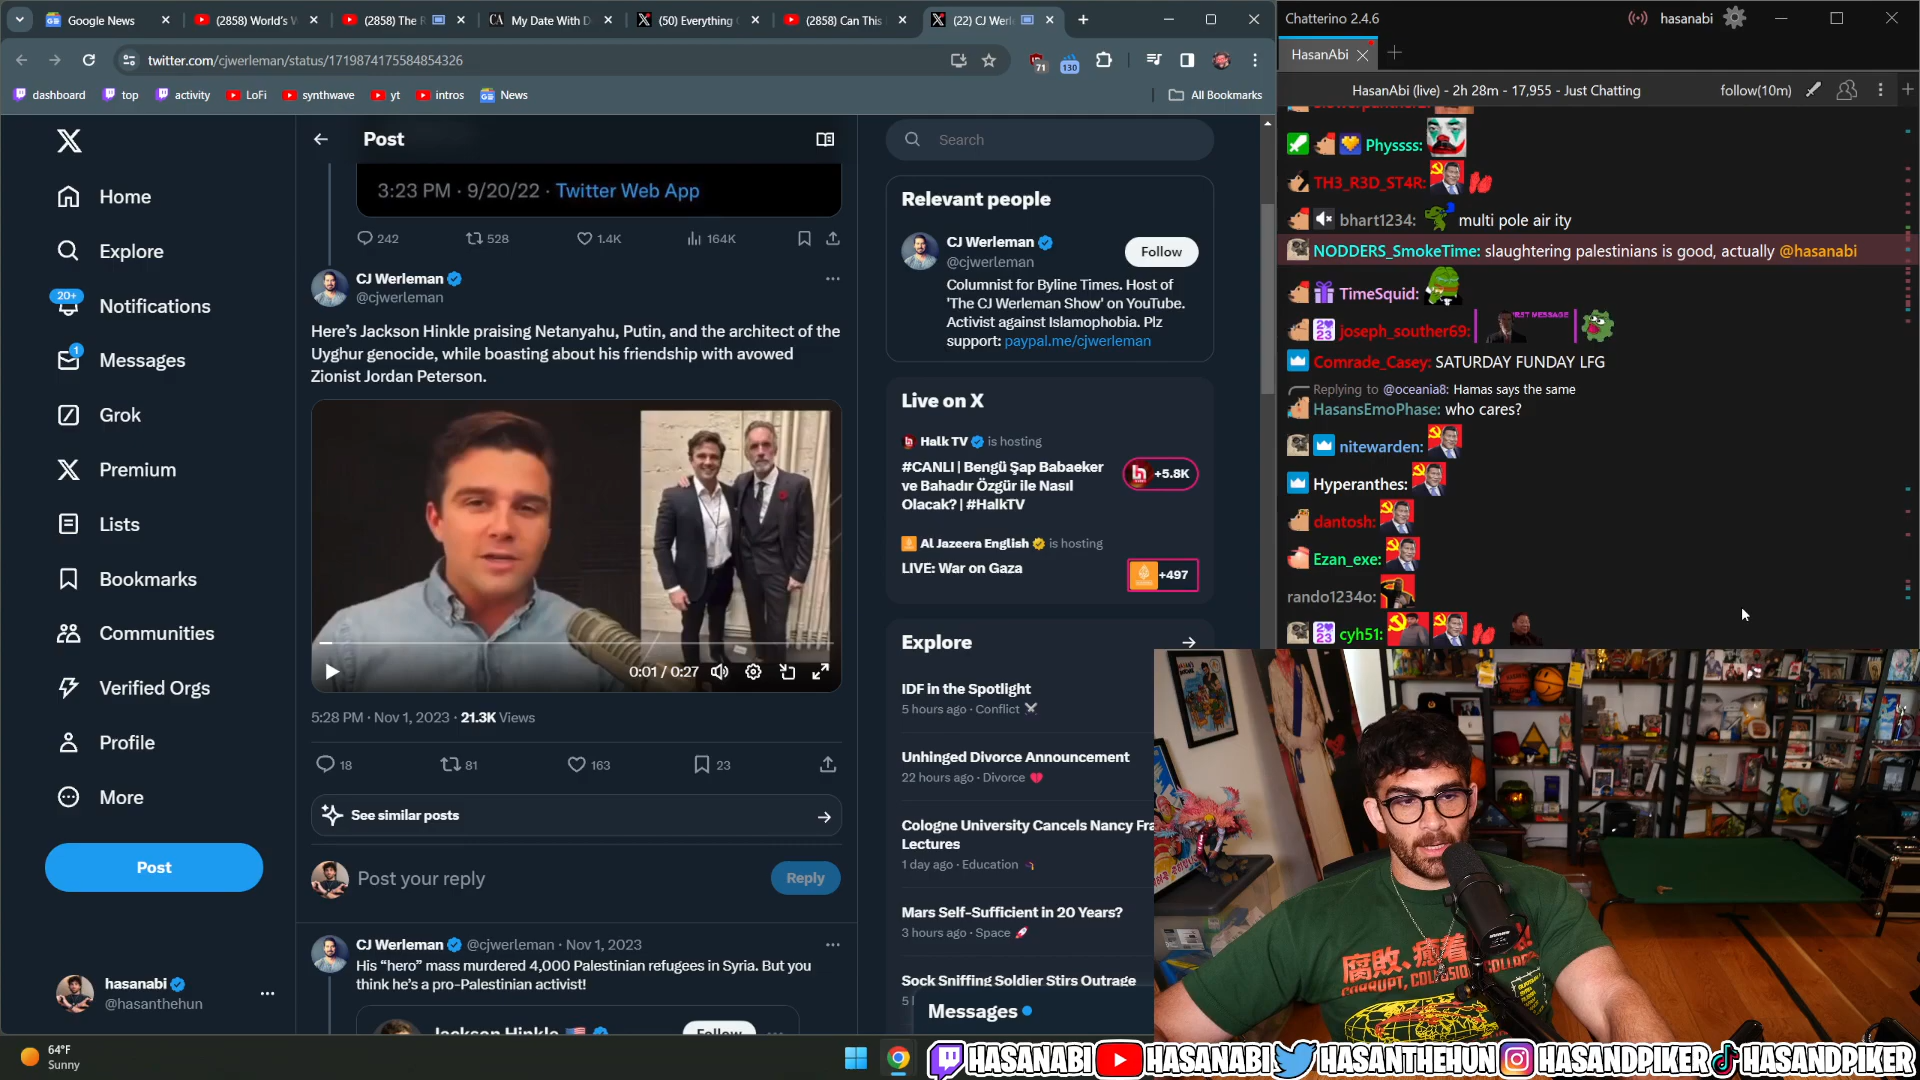 Google News
(2858) World's W
(2858) The R
My Date With D
(50) Everything
(2858) Can This
(22) CJ Werl
twitter.com/cjwerleman/status/1719874175584854326
71
130
dashboard
top
activity
LoFi
synthwave
yt
intros
News
All Bookmarks
Home
Explore
20+
Notifications
1
Messages
Grok
Premium
Lists
Bookmarks
Communities
Verified Orgs
Profile
More
Post
hasanabi
@hasanthehun
64°F
Sunny
Post
3:23 PM · 9/20/22 · Twitter Web App
242
528
1.4K
164K
CJ Werleman
@cjwerleman
Here's Jackson Hinkle praising Netanyahu, Putin, and the architect of the
Uyghur genocide, while boasting about his friendship with avowed
Zionist Jordan Peterson.
0:01 / 0:27
5:28 PM · Nov 1, 2023 · 21.3K Views
18
81
163
23
See similar posts
Post your reply
Reply
CJ Werleman @cjwerleman · Nov 1, 2023
His "hero" mass murdered 4,000 Palestinian refugees in Syria. But you
think he's a pro-Palestinian activist!
Jackson Hinkle
Follow
Search
Relevant people
CJ Werleman
@cjwerleman
Follow
Columnist for Byline Times. Host of
'The CJ Werleman Show' on YouTube.
Activist against Islamophobia. Plz
support: paypal.me/cjwerleman
Live on X
Halk TV is hosting
#CANLI | Bengü Şap Babaeker
ve Bahadır Özgür ile Nasıl
Olacak? | #HalkTV
+5.8K
Al Jazeera English is hosting
LIVE: War on Gaza
+497
Explore
IDF in the Spotlight
5 hours ago · Conflict
Unhinged Divorce Announcement
22 hours ago · Divorce
Cologne University Cancels Nancy Fra
Lectures
1 day ago · Education
Mars Self-Sufficient in 20 Years?
3 hours ago · Space
Sock Sniffing Soldier Stirs Outrage
Messages
Chatterino 2.4.6
hasanabi
HasanAbi
HasanAbi (live) - 2h 28m - 17,955 - Just Chatting
follow(10m)
Physsss:
TH3_R3D_ST4R:
bhart1234: multi pole air ity
NODDERS_SmokeTime: slaughtering palestinians is good, actually @hasanabi
TimeSquid:
joseph_souther69:
Comrade_Casey: SATURDAY FUNDAY LFG
Replying to @oceania8: Hamas says the same
HasansEmoPhase: who cares?
nitewarden:
Hyperanthes:
dantosh:
Ezan_exe:
rando1234o:
cyh51:
腐敗、癒着
CORRUPT, COLLUSION, COLLAPSE
HASANABI
HASANABI
HASANTHEHUN
HASANDPIKER
HASANDPIKER